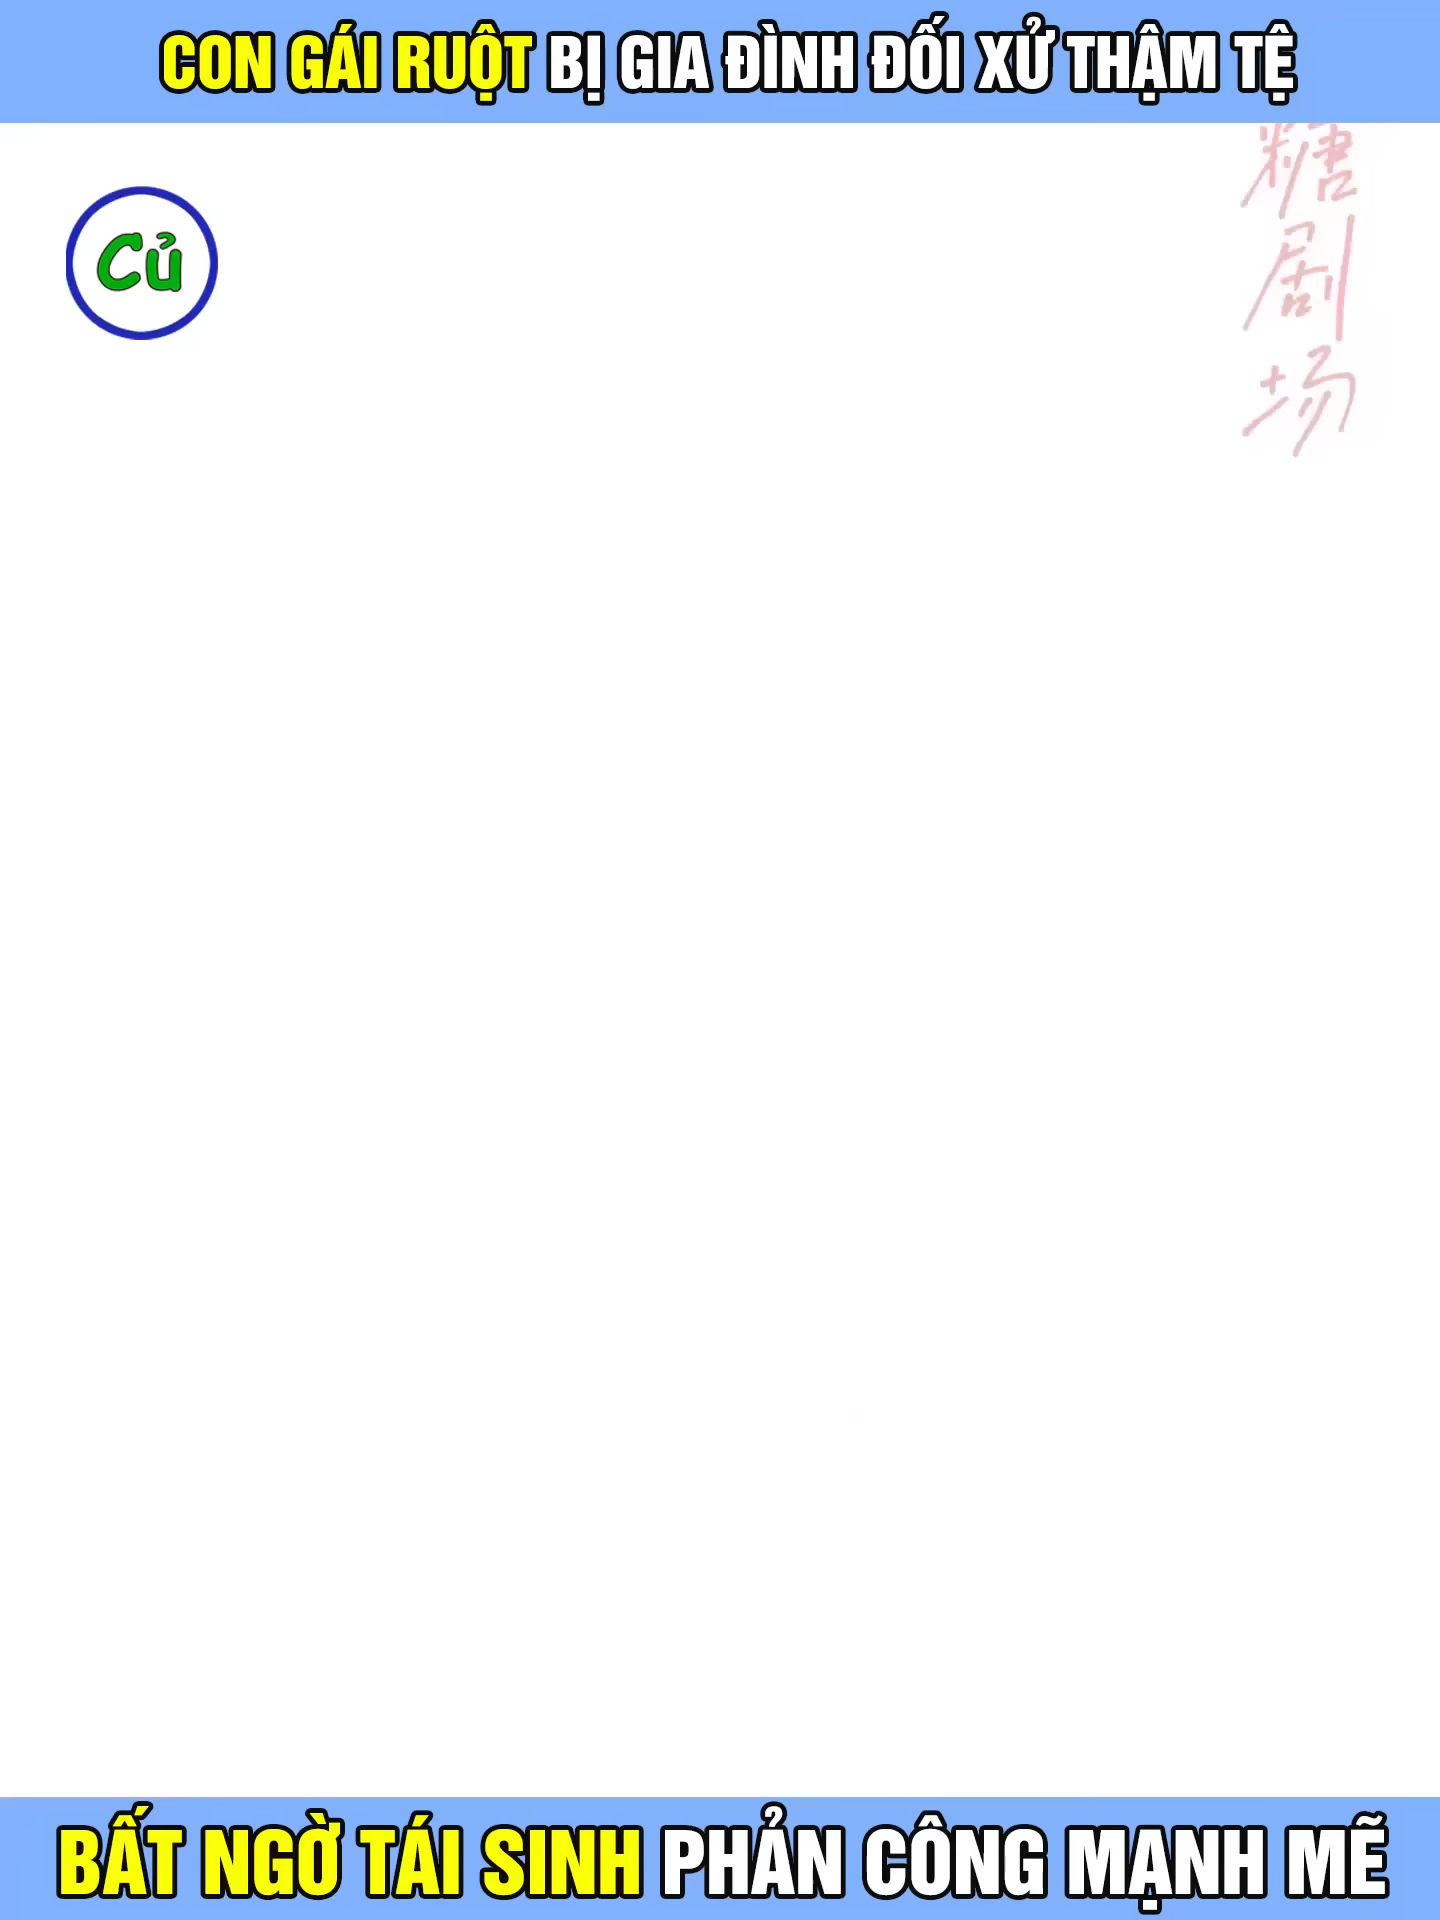 CON GÁI RUỘT BỊ GIA ĐÌNH ĐỐI XỬ THẬM TỆ
Củ
糖
剧
场
BẤT NGỜ TÁI SINH PHẢN CÔNG MẠNH MẼ